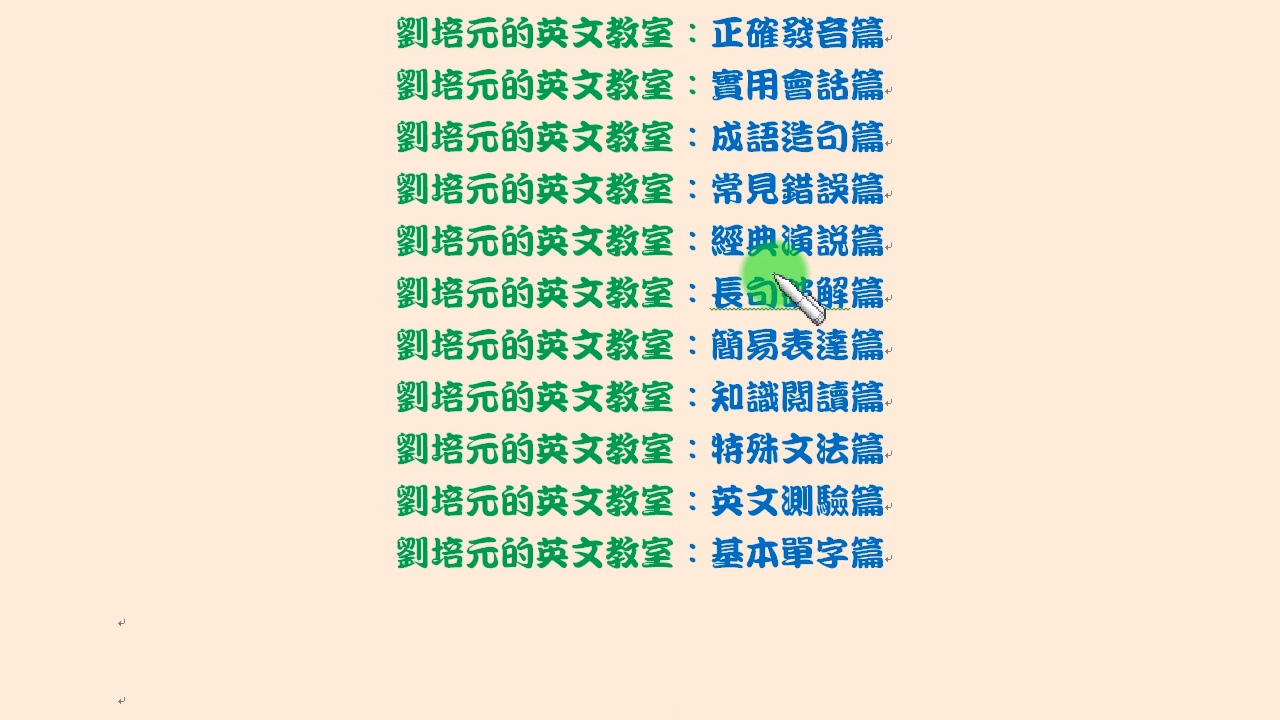 劉培元的英文教室：正確發音篇
劉培元的英文教室：實用會話篇
劉培元的英文教室：成語造句篇
劉培元的英文教室：常見錯誤篇
劉培元的英文教室：經典演説篇
劉培元的英文教室：長句破解篇
劉培元的英文教室：簡易表達篇
劉培元的英文教室：知識閱讀篇
劉培元的英文教室：特殊文法篇
劉培元的英文教室：英文測驗篇
劉培元的英文教室：基本單字篇